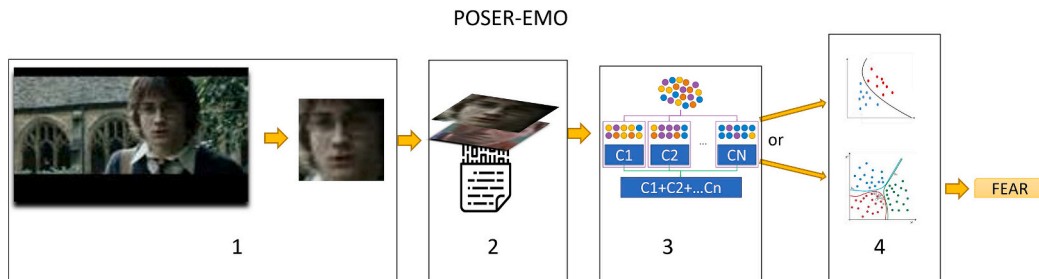 POSER-EMO
C1
C2
...
CN
C1+C2+...Cn
or
FEAR
1
2
3
4